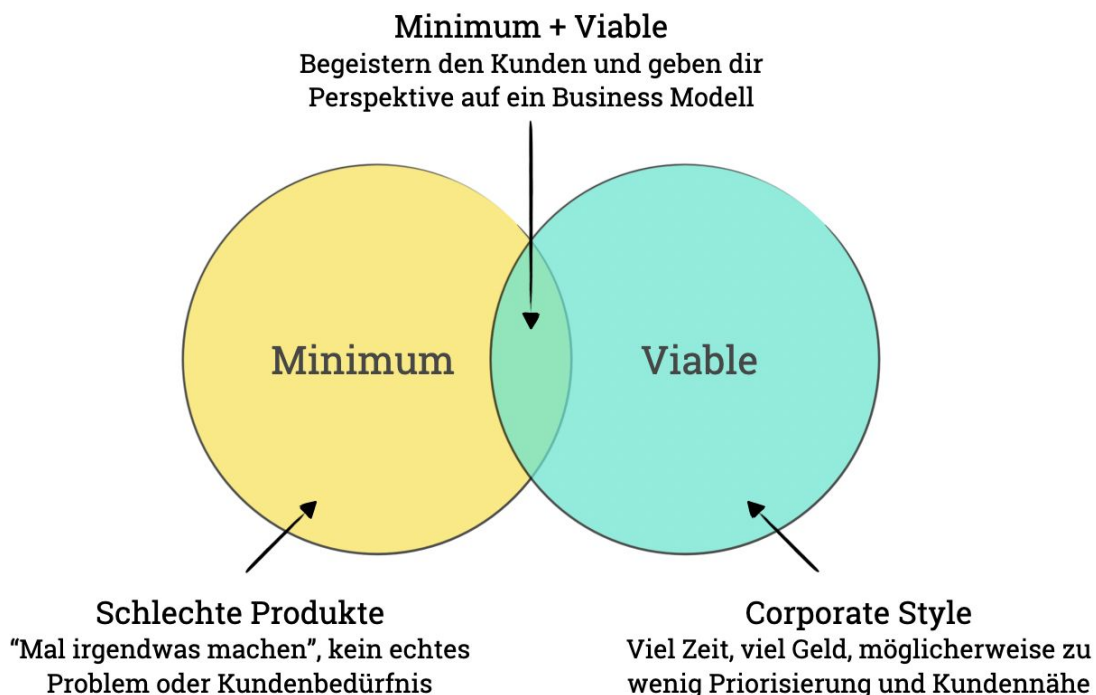 Minimum + Viable
Begeistern den Kunden und geben dir
Perspektive auf ein Business Modell
Minimum
Viable
Schlechte Produkte
“Mal irgendwas machen”, kein echtes
Problem oder Kundenbedürfnis
Corporate Style
Viel Zeit, viel Geld, möglicherweise zu
wenig Priorisierung und Kundennähe